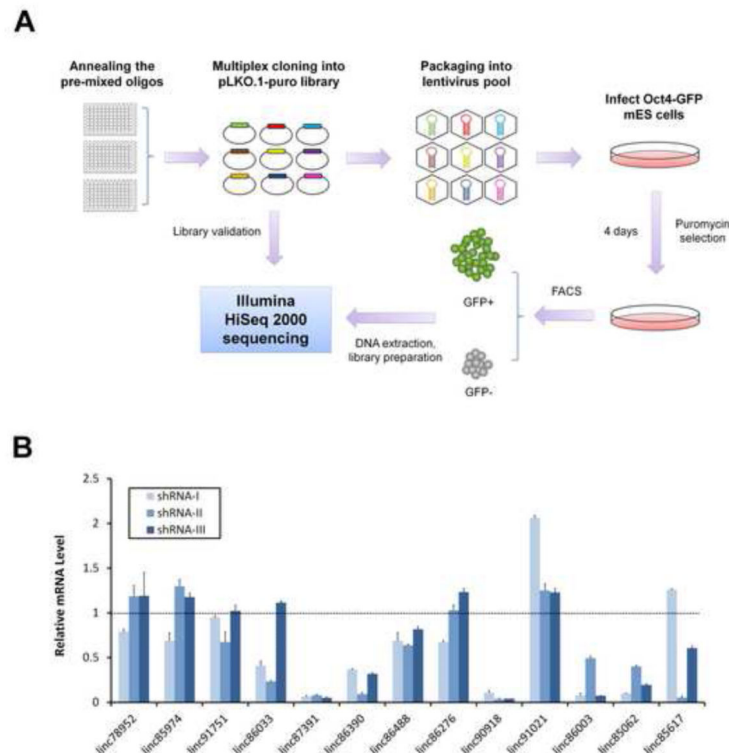 A
Annealing the
pre-mixed oligos
Multiplex cloning into
pLKO.1-puro library
Packaging into
lentivirus pool
Infect Oct4-GFP
mES cells
Library validation
4 days
Puromycin
selection
GFP+
FACS
Illumina
HiSeq 2000
sequencing
DNA extraction,
library preparation
GFP-
B
Relative mRNA Level
2.5
2
1.5
1
0.5
0
shRNA-I
shRNA-II
shRNA-III
linc78952
linc85974
linc91751
linc86033
linc87391
linc86390
linc86488
linc86276
linc90918
linc91021
linc86003
linc85062
linc85617